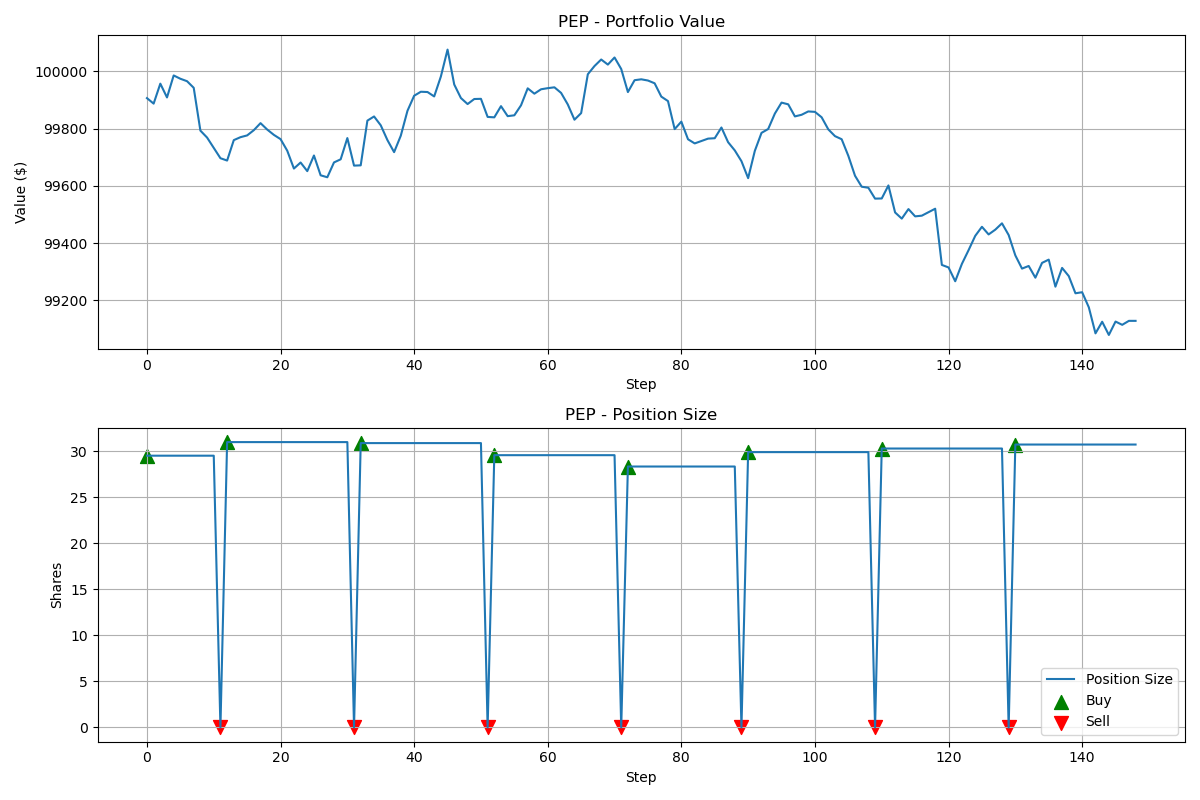 PEP - Portfolio Value
Value ($)
100000
99800
99600
99400
99200
0 20 40 60 80 100 120 140
Step
PEP - Position Size
Shares
30
25
20
15
10
5
0
Position Size
Buy
Sell
0 20 40 60 80 100 120 140
Step